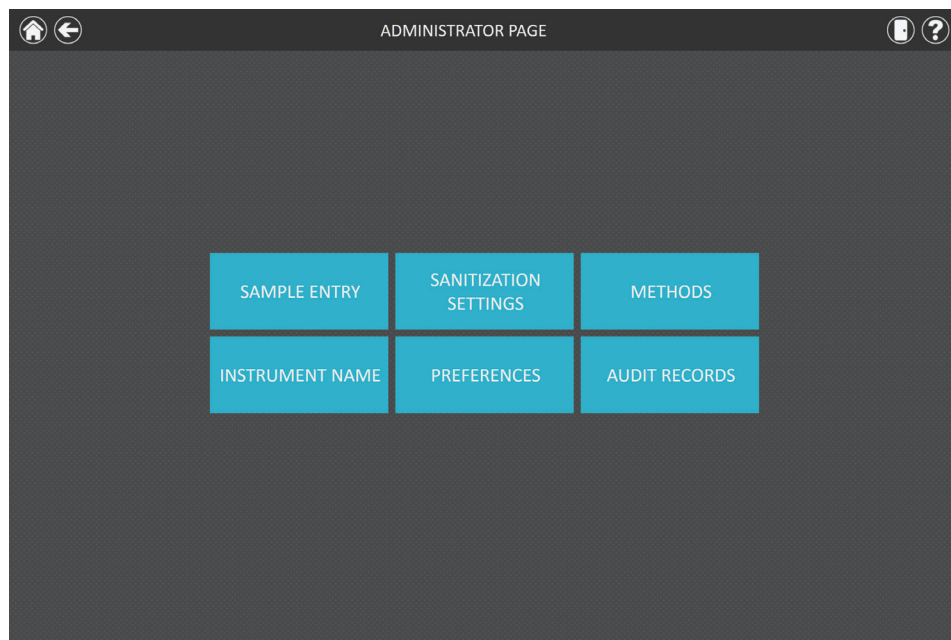 ADMINISTRATOR PAGE
?
SAMPLE ENTRY
SANITIZATION
SETTINGS
METHODS
INSTRUMENT NAME
PREFERENCES
AUDIT RECORDS